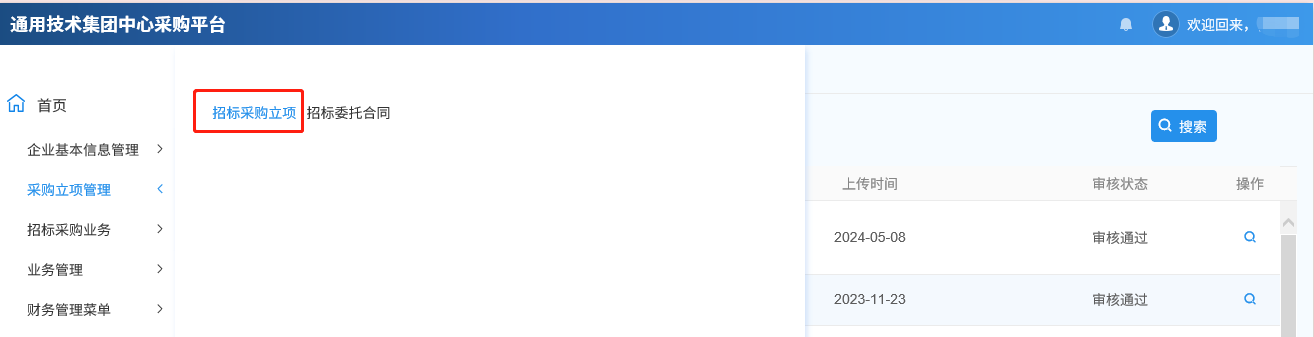 通用技术集团中心采购平台
欢迎回来，
首页
企业基本信息管理
采购立项管理
招标采购业务
业务管理
财务管理菜单
招标采购立项 招标委托合同
搜索
上传时间 审核状态 操作
2024-05-08 审核通过
2023-11-23 审核通过